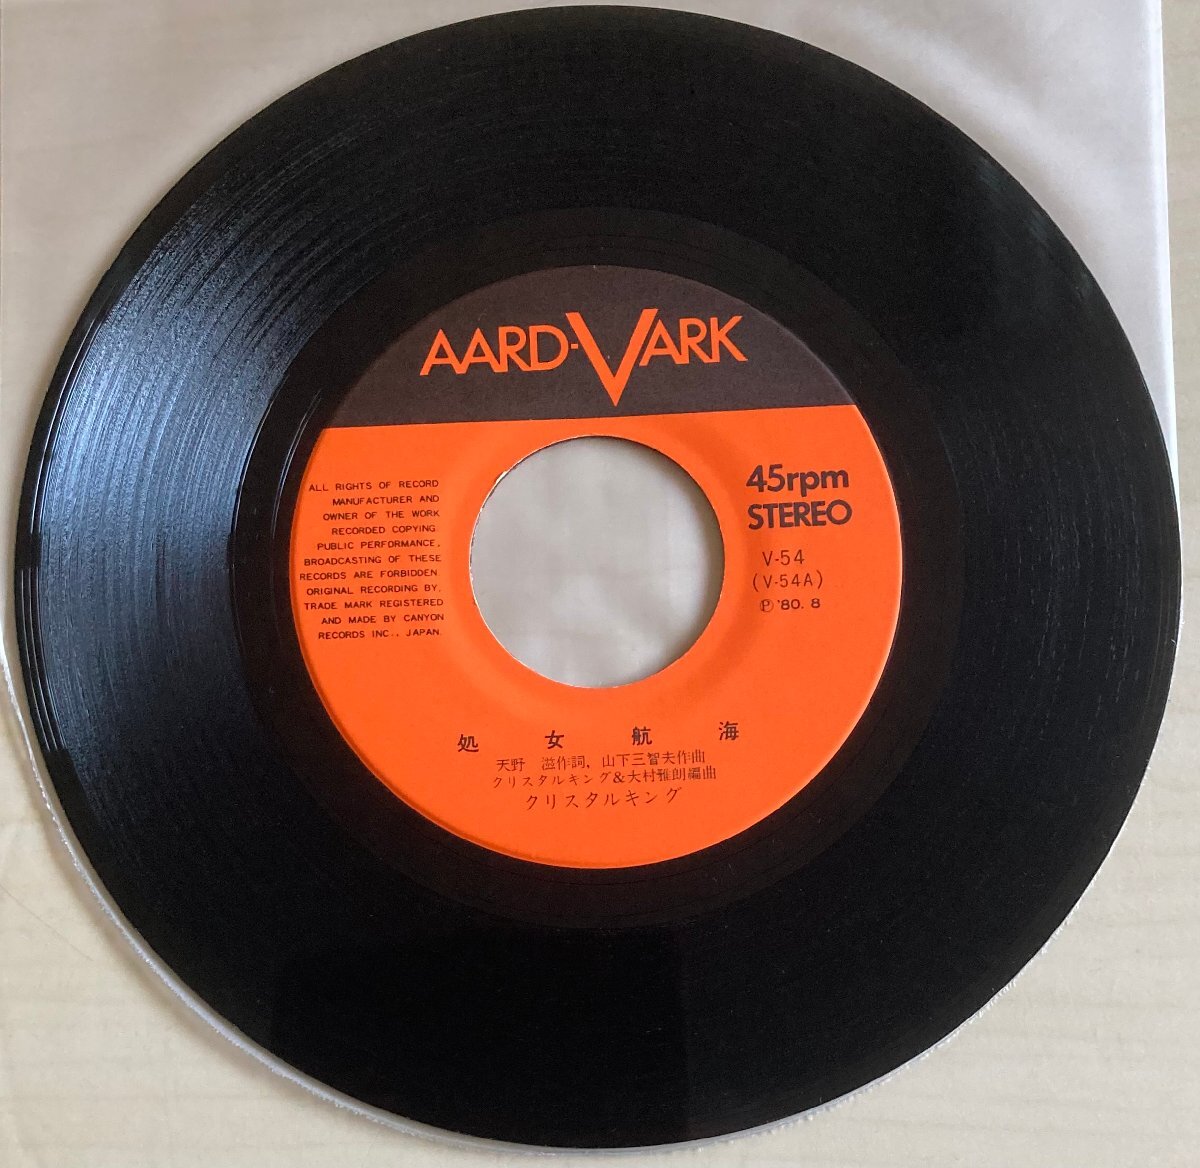 AARD-VARK
ALL RIGHTS OF RECORD
MANUFACTURER AND
OWNER OF THE WORK
RECORDED COPYING
PUBLIC PERFORMANCE,
BROADCASTING OF THESE
RECORDS ARE FORBIDDEN.
ORIGINAL RECORDING BY,
TRADE MARK REGISTERED
AND MADE BY CANYON
RECORDS INC., JAPAN.
45rpm
STEREO
V-54
(V-54A)
℗'80.8
処女航海
天野 滋作詞、山下三智夫作曲
クリスタルキング&大村雅朗編曲
クリスタルキング